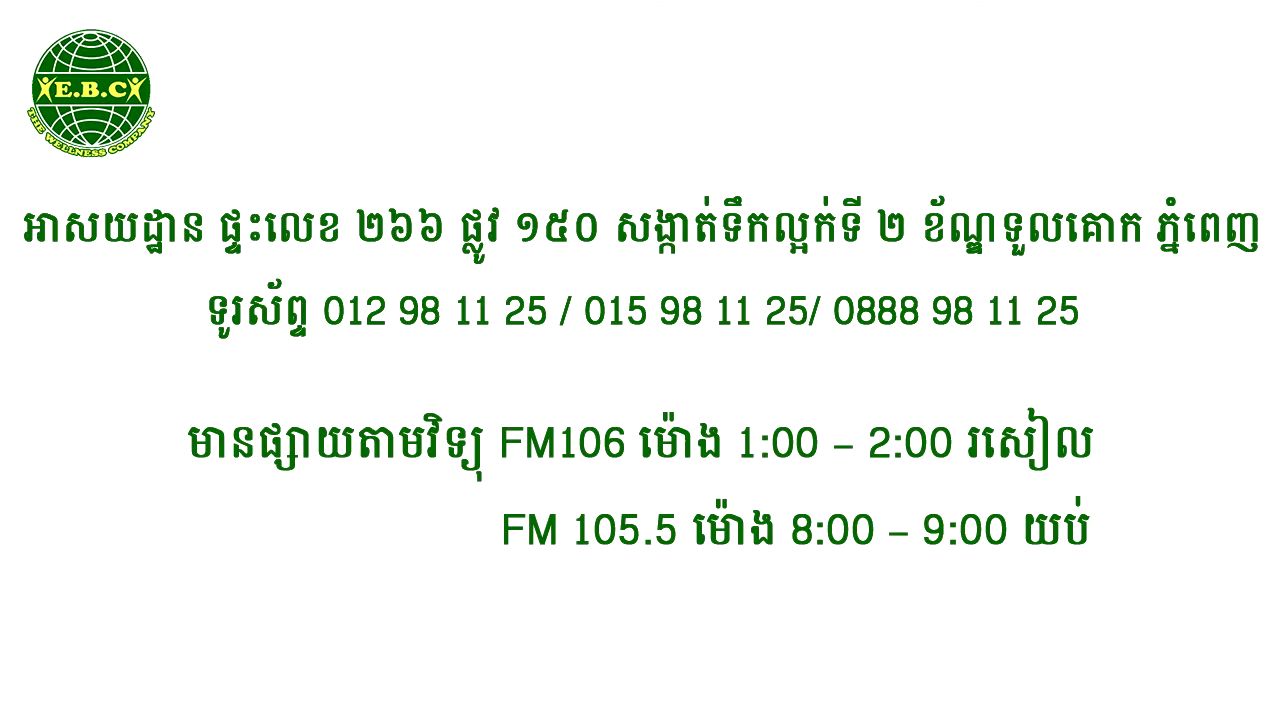 E.B.C
THE WELLNESS COMPANY
អាសយដ្ឋាន ផ្ទះលេខ ២៦៦ ផ្លូវ ១៥០ សង្កាត់ទឹកល្អក់ទី ២ ខ័ណ្ឌទួលគោក ភ្នំពេញ
ទូរស័ព្ទ 012 98 11 25 / 015 98 11 25/ 0888 98 11 25
មានផ្សាយតាមវិទ្យុ FM106 ម៉ោង 1:00 – 2:00 រសៀល
FM 105.5 ម៉ោង 8:00 – 9:00 យប់